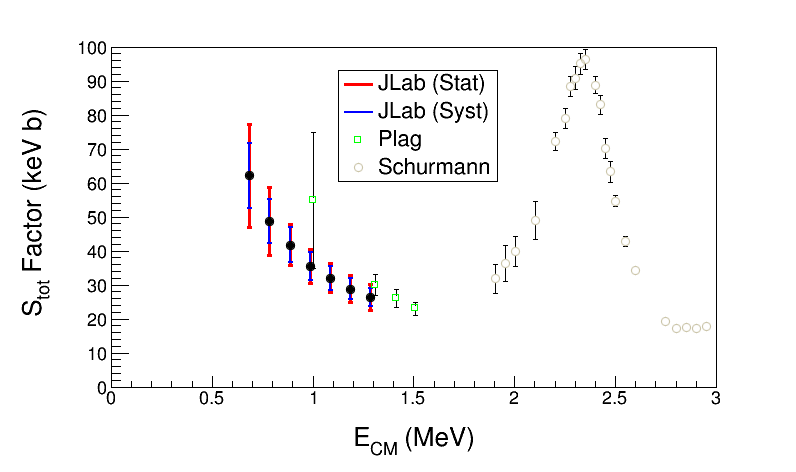 100
90
80
70
60
50
40
30
20
10
0
S_tot Factor (keV b)
JLab (Stat)
JLab (Syst)
Plag
Schurmann
0 0.5 1 1.5 2 2.5 3
E_CM (MeV)